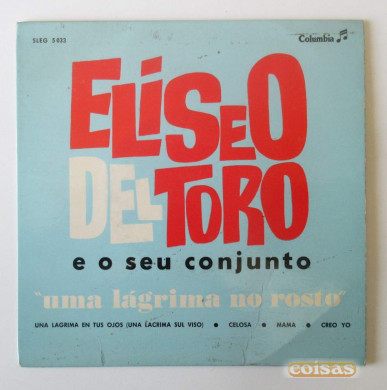 SLEG 5033
Columbia
ELiSEO
DEL TORO
e o seu conjunto
"uma lágrima no rosto"
UNA LAGRIMA EN TUS OJOS (UNA LACRIMA SUL VISO) • CELOSA • MAMA • CREO YO
coisas